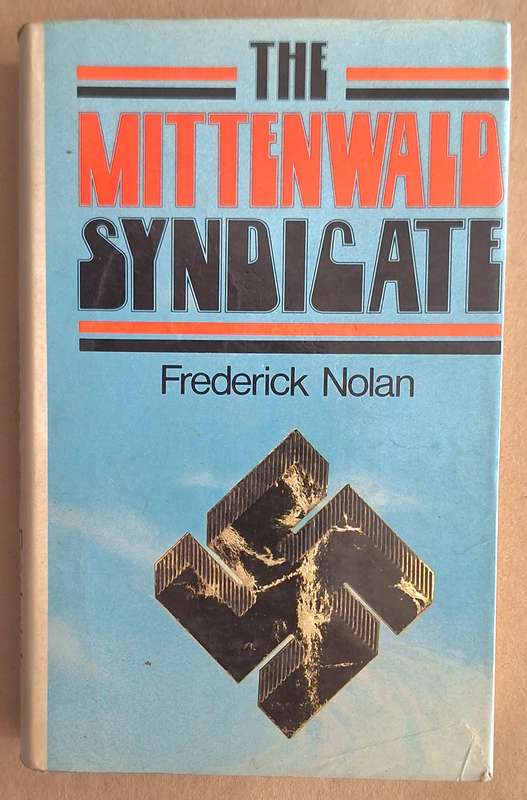 THE
MITTENWALD
SYNDICATE
Frederick Nolan